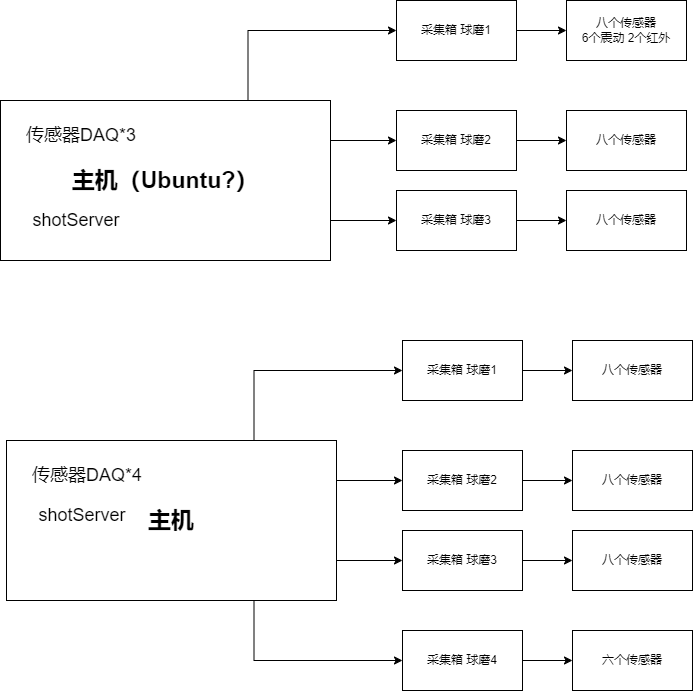 采集箱 球磨1
八个传感器
6个震动 2个红外
传感器DAQ*3
主机（Ubuntu?）
shotServer
采集箱 球磨2
八个传感器
采集箱 球磨3
八个传感器
采集箱 球磨1
八个传感器
传感器DAQ*4
shotServer
主机
采集箱 球磨2
八个传感器
采集箱 球磨3
八个传感器
采集箱 球磨4
六个传感器